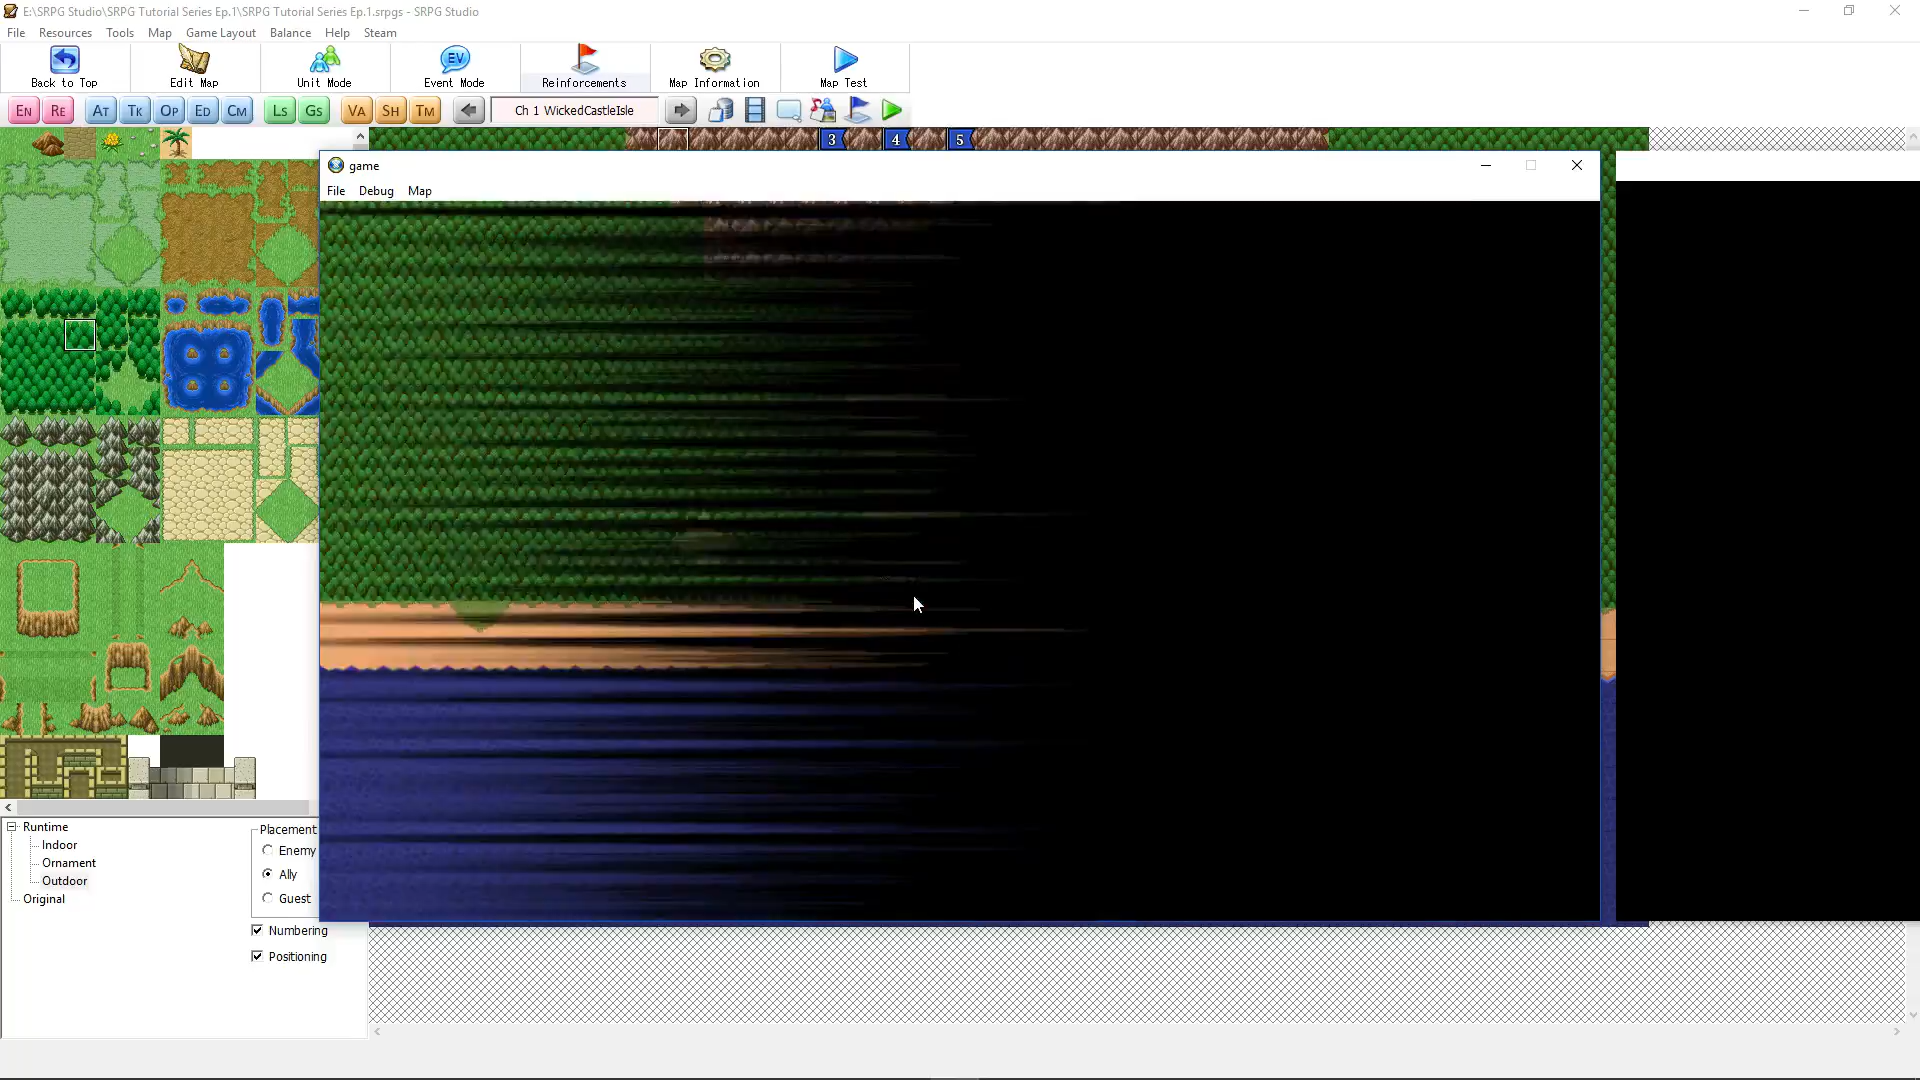 E:\SRPG Studio\SRPG Tutorial Series Ep.1\SRPG Tutorial Series Ep.1.srpgs - SRPG Studio
File Resources Tools Map Game Layout Balance Help Steam
EV
Back to Top Edit Map Unit Mode Event Mode Reinforcements Map Information Map Test
EN RE AT TK OP ED CM LS GS VA SH TM Ch 1 WickedCastleIsle
3 4 5
game
File Debug Map
Runtime
Indoor
Ornament
Outdoor
Original
Placement
Enemy
Ally
Guest
Numbering
Positioning